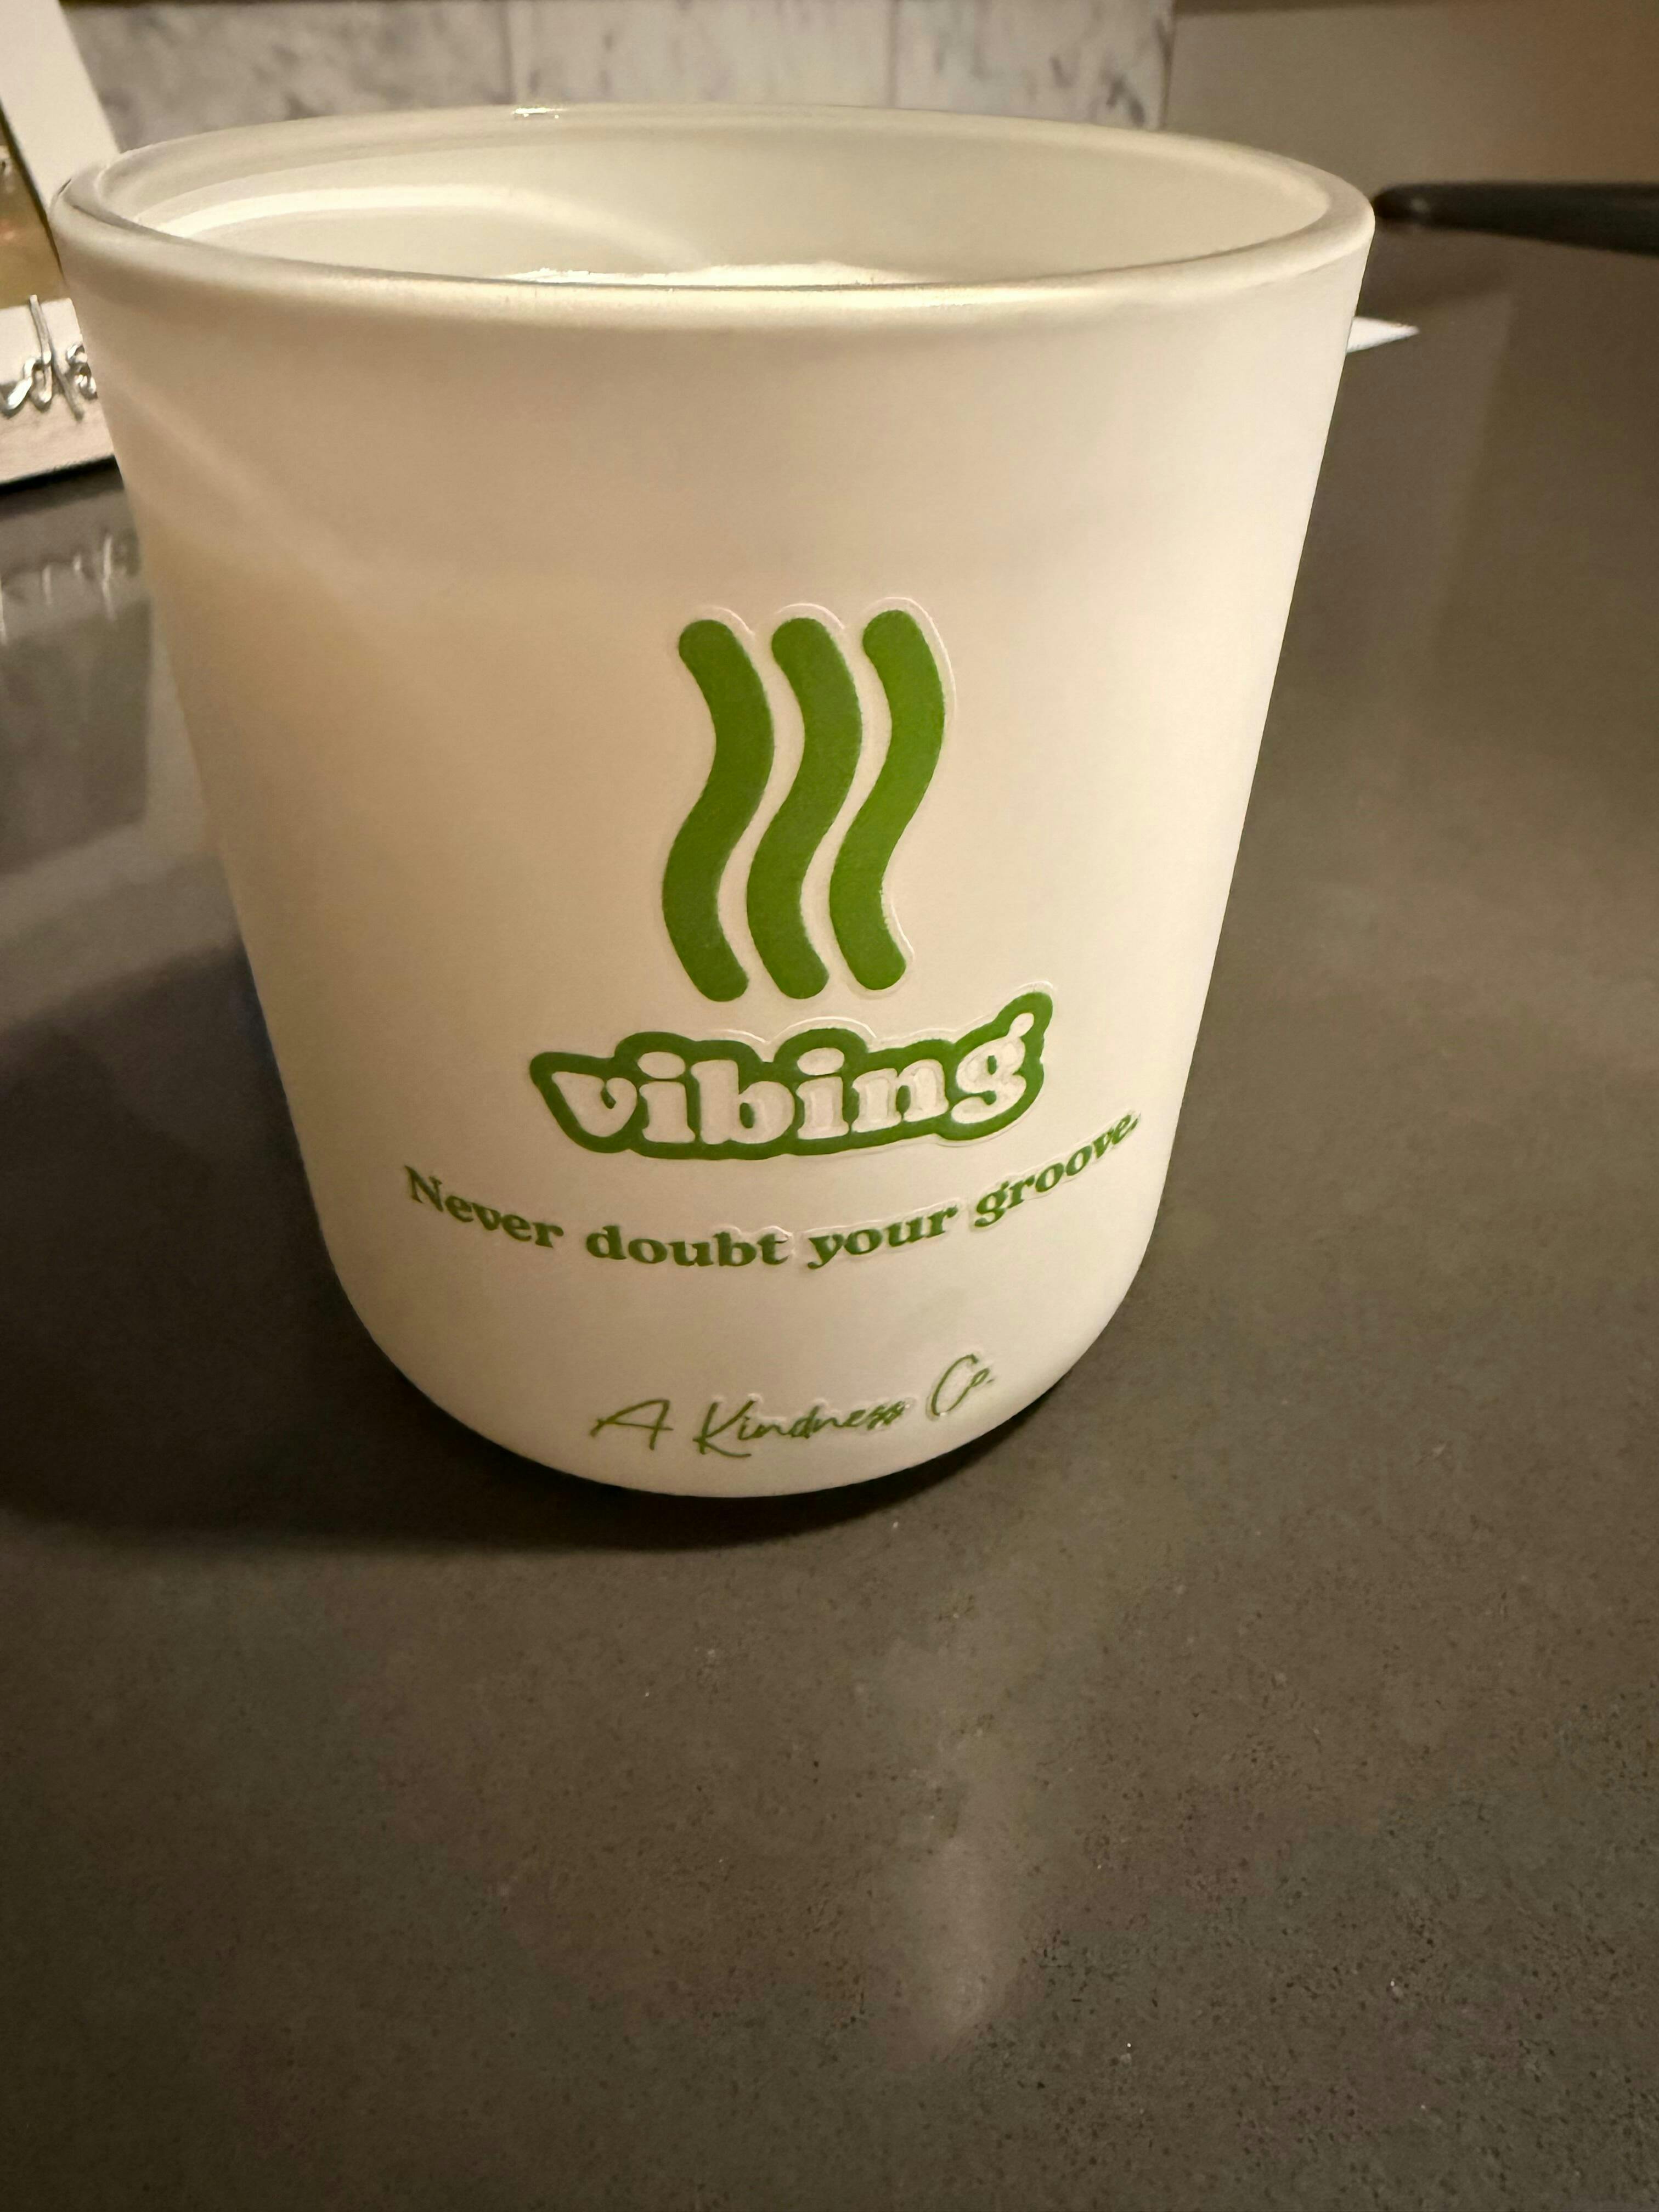 vibing
Never doubt your groove.
A Kindness Co.